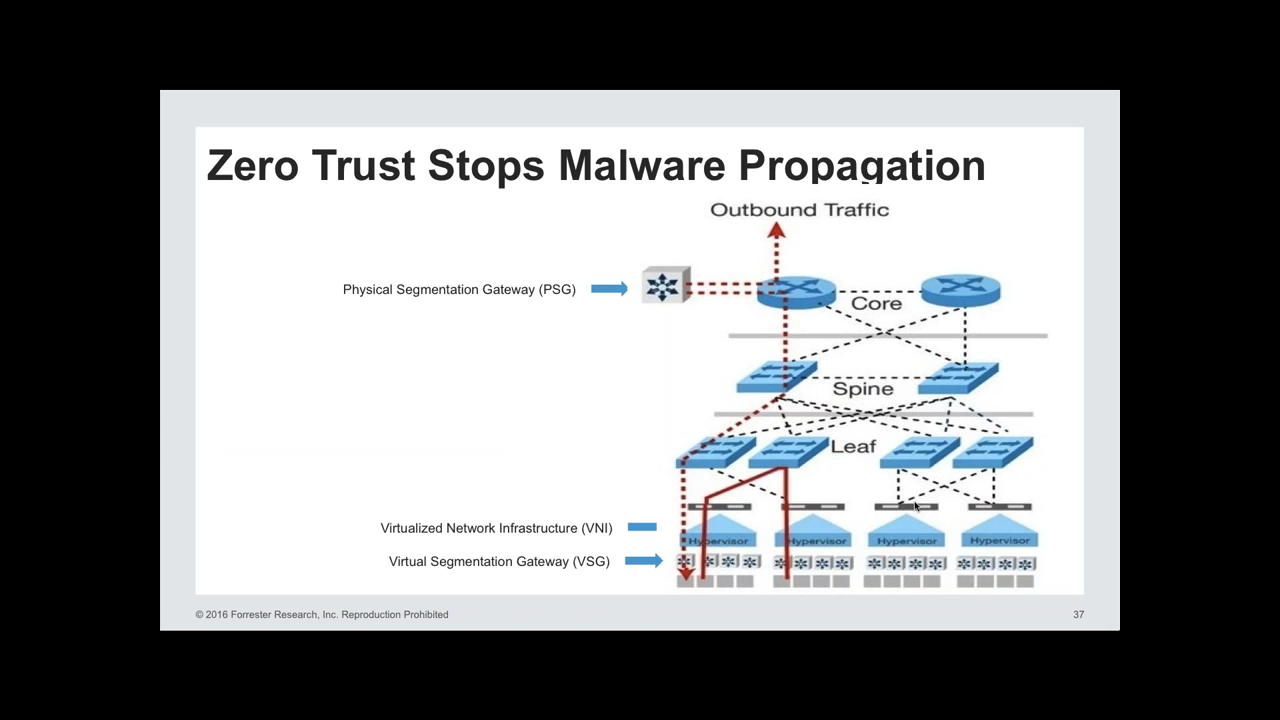 Zero Trust Stops Malware Propagation
Outbound Traffic
Physical Segmentation Gateway (PSG)
Core
Spine
Leaf
Virtualized Network Infrastructure (VNI)
Hypervisor Hypervisor Hypervisor Hypervisor
Virtual Segmentation Gateway (VSG)
© 2016 Forrester Research, Inc. Reproduction Prohibited
37